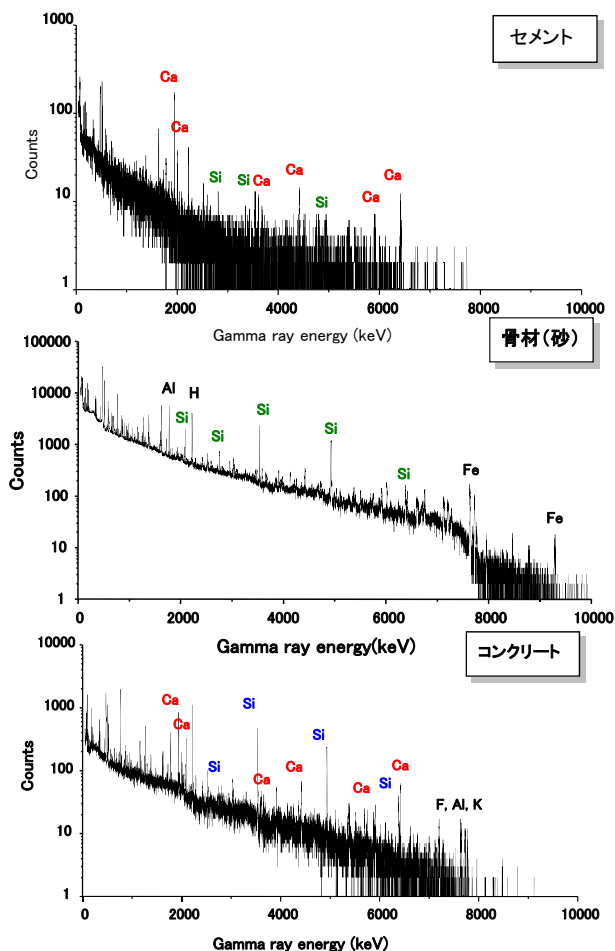 セメント
1000
100
10
1
Counts
Ca
Ca
Si
Si
Ca
Ca
Si
Ca
Ca
0 2000 4000 6000 8000 10000
Gamma ray energy (keV)
骨材(砂)
100000
10000
1000
100
10
1
Counts
Al
H
Si
Si
Si
Si
Si
Fe
Fe
0 2000 4000 6000 8000 10000
Gamma ray energy(keV)
コンクリート
10000
1000
100
10
1
Counts
Ca
Ca
Si
Si
Ca
Ca
Si
Ca
Si
Ca
F, Al, K
0 2000 4000 6000 8000 10000
Gamma ray energy (keV)